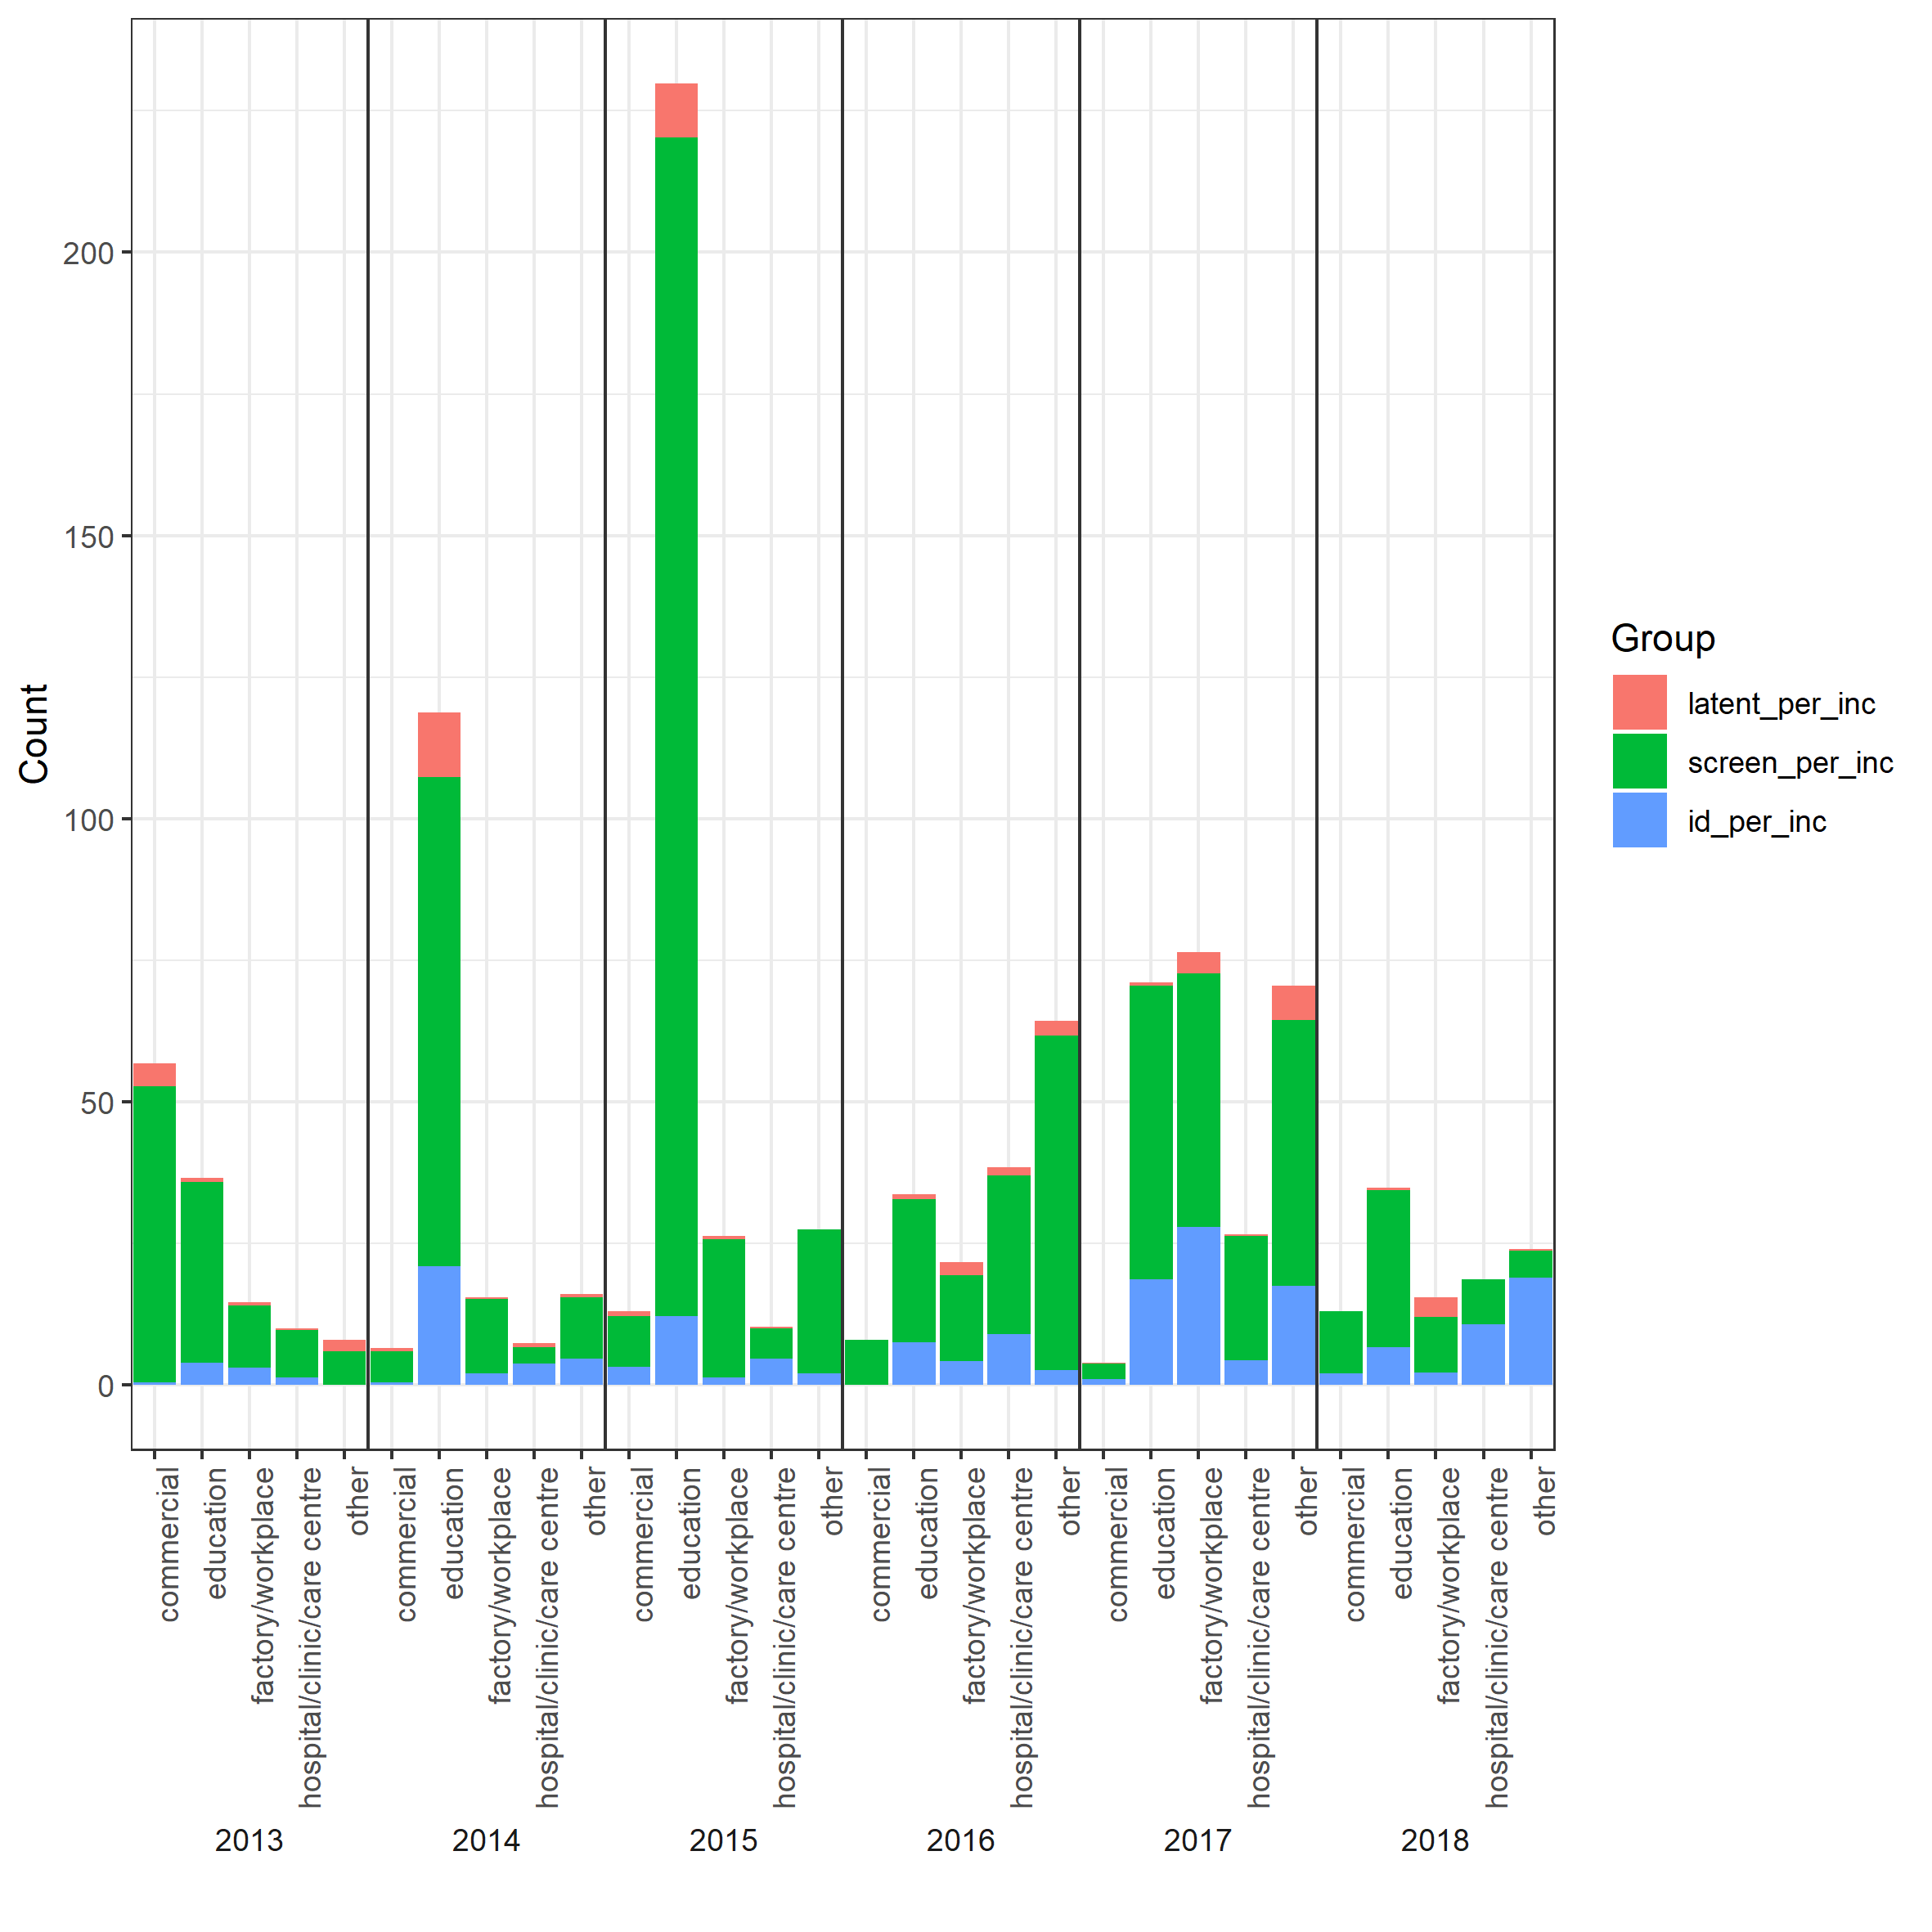 Count
200
150
100
50
0
commercial
education
factory/workplace
hospital/clinic/care centre
other
commercial
education
factory/workplace
hospital/clinic/care centre
other
commercial
education
factory/workplace
hospital/clinic/care centre
other
commercial
education
factory/workplace
hospital/clinic/care centre
other
commercial
education
factory/workplace
hospital/clinic/care centre
other
commercial
education
factory/workplace
hospital/clinic/care centre
other
2013
2014
2015
2016
2017
2018
Group
latent_per_inc
screen_per_inc
id_per_inc